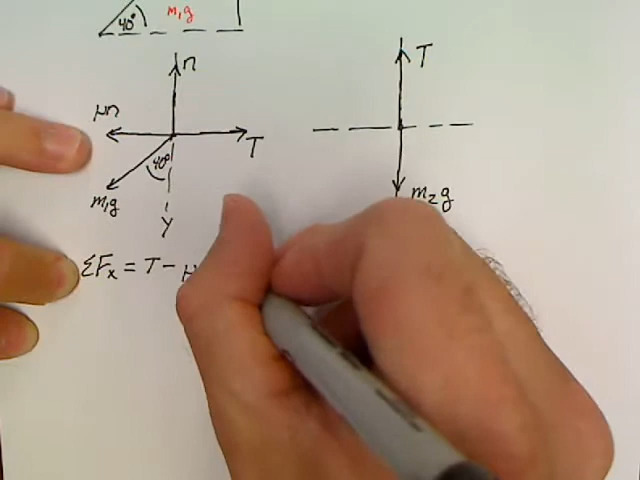 40° m₁g
n
T
μn
T
40°
m₁g
m₂g
y
ΣFₓ = T - μ